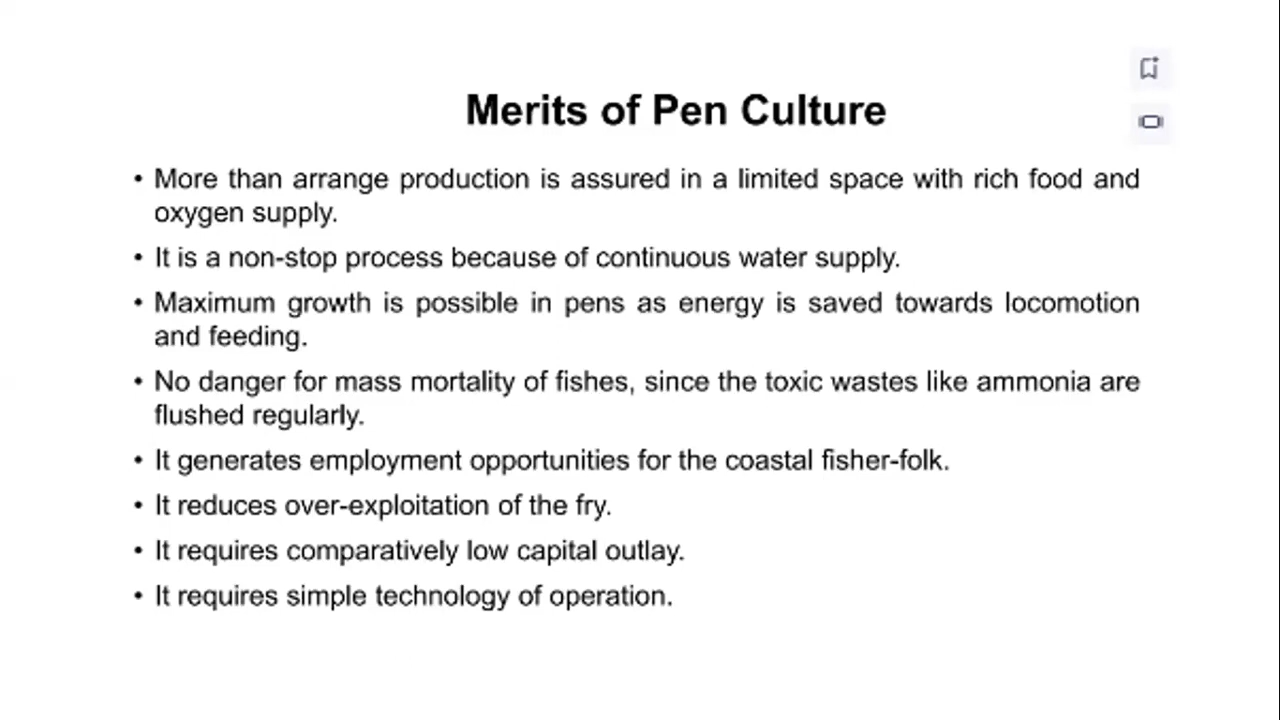 Merits of Pen Culture
• More than arrange production is assured in a limited space with rich food and
oxygen supply.
• It is a non-stop process because of continuous water supply.
• Maximum growth is possible in pens as energy is saved towards locomotion
and feeding.
• No danger for mass mortality of fishes, since the toxic wastes like ammonia are
flushed regularly.
• It generates employment opportunities for the coastal fisher-folk.
• It reduces over-exploitation of the fry.
• It requires comparatively low capital outlay.
• It requires simple technology of operation.